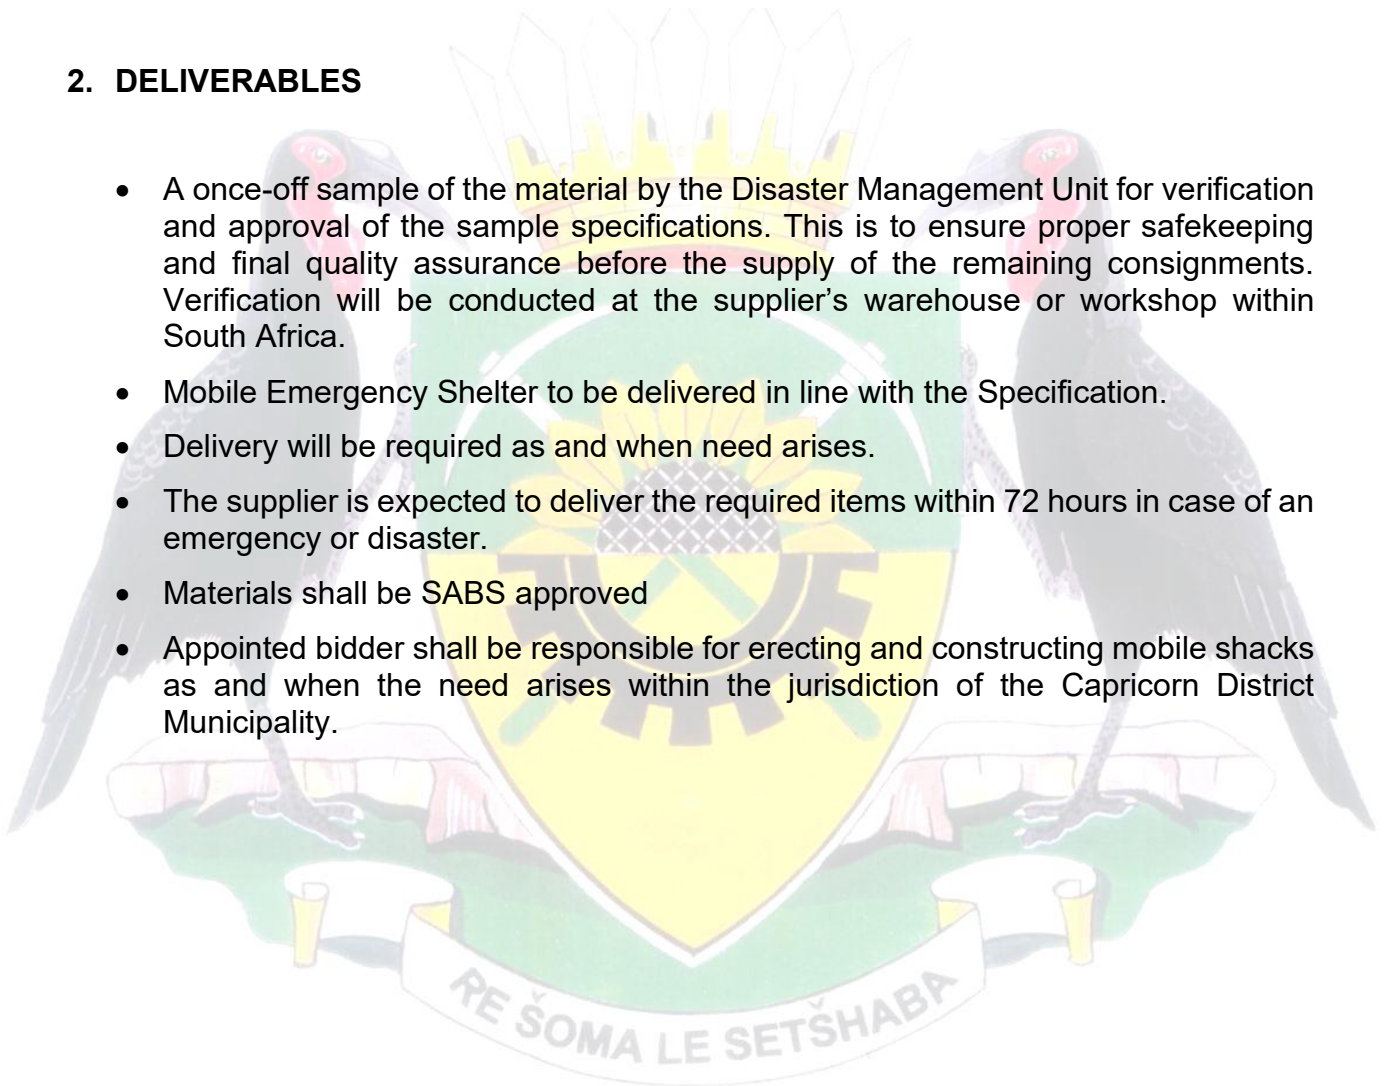 2. DELIVERABLES
• A once-off sample of the material by the Disaster Management Unit for verification
and approval of the sample specifications. This is to ensure proper safekeeping
and final quality assurance before the supply of the remaining consignments.
Verification will be conducted at the supplier’s warehouse or workshop within
South Africa.
• Mobile Emergency Shelter to be delivered in line with the Specification.
• Delivery will be required as and when need arises.
• The supplier is expected to deliver the required items within 72 hours in case of an
emergency or disaster.
• Materials shall be SABS approved
• Appointed bidder shall be responsible for erecting and constructing mobile shacks
as and when the need arises within the jurisdiction of the Capricorn District
Municipality.
RE ŠOMA LE SETŠHABA